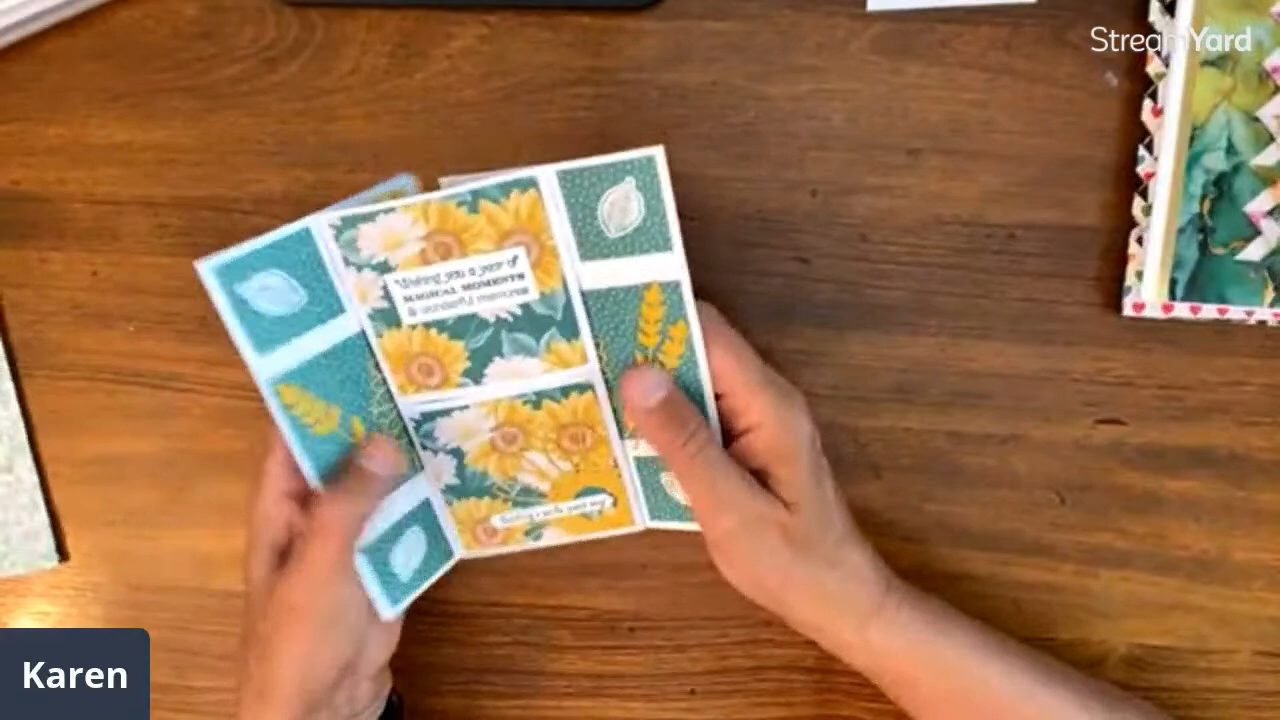 StreamYard
Wishing you a year of
MAGICAL MOMENTS
& wonderful memories
Karen